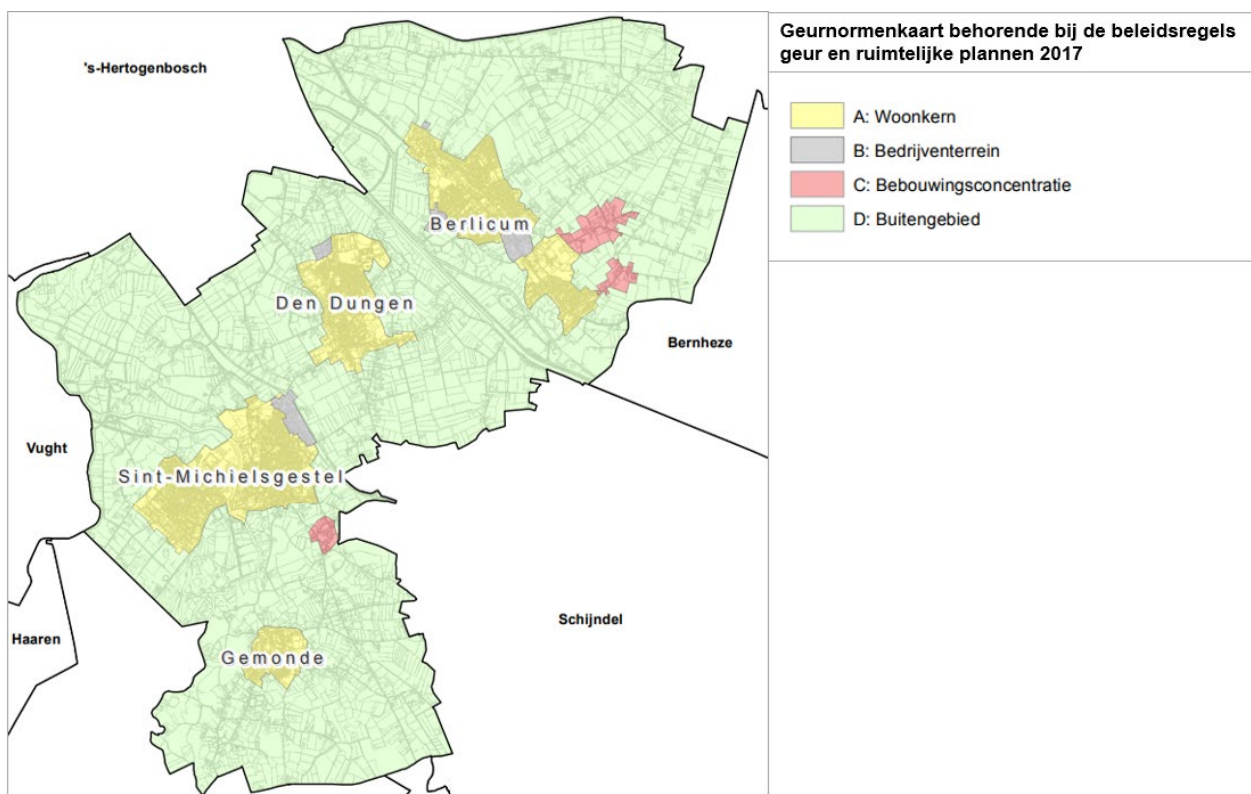 Geurnormenkaart behorende bij de beleidsregels
geur en ruimtelijke plannen 2017
A: Woonkern
B: Bedrijventerrein
C: Bebouwingsconcentratie
D: Buitengebied
's-Hertogenbosch
Berlicum
Den Dungen
Bernheze
Vught
Sint-Michielsgestel
Schijndel
Haaren
Gemonde